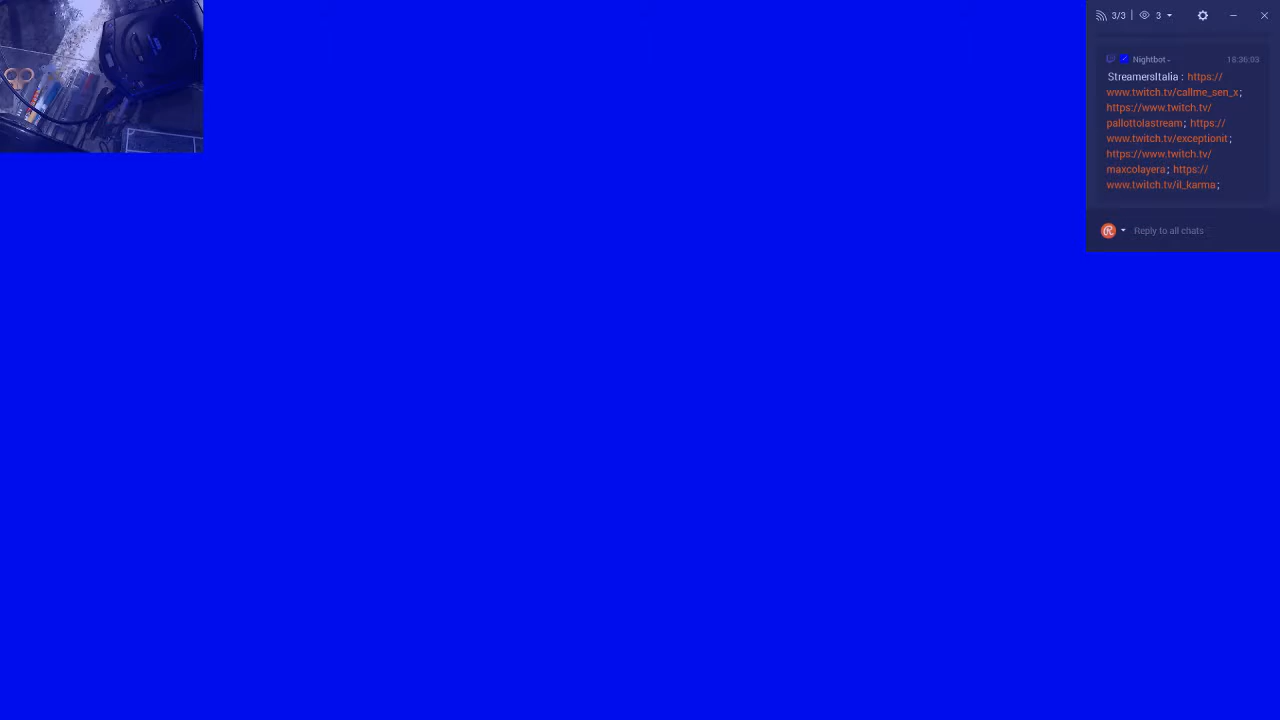 3/3 | 3
Nightbot - 18:36:03
StreamersItalia : https://
www.twitch.tv/callme_sen_x;
https://www.twitch.tv/
pallottolastream; https://
www.twitch.tv/exceptionit;
https://www.twitch.tv/
maxcolayera; https://
www.twitch.tv/il_karma;
Reply to all chats